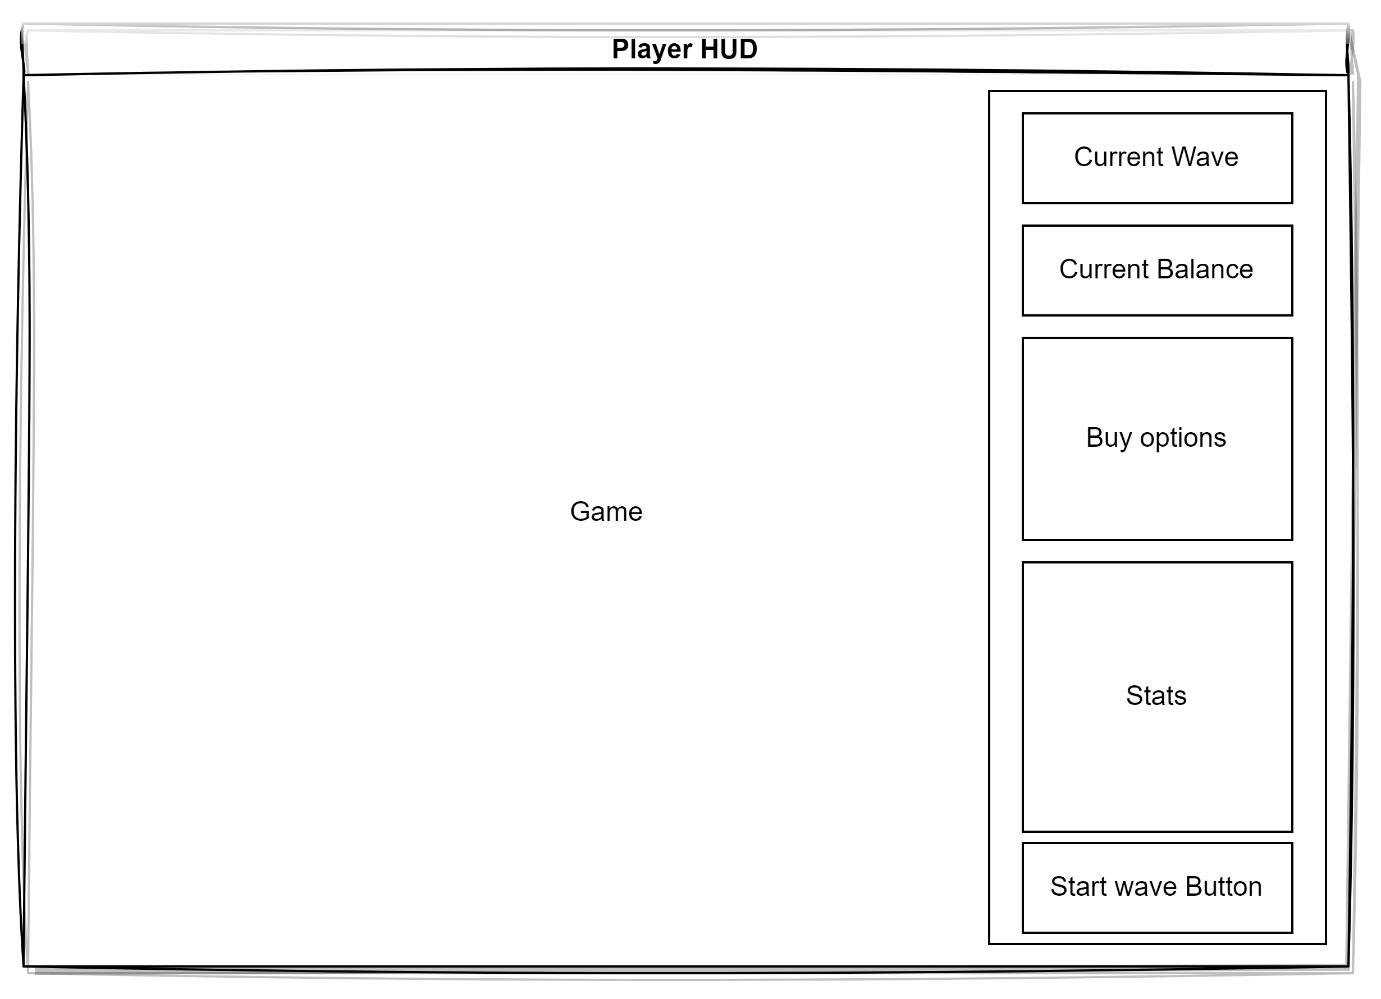 Player HUD
Current Wave
Current Balance
Buy options
Game
Stats
Start wave Button